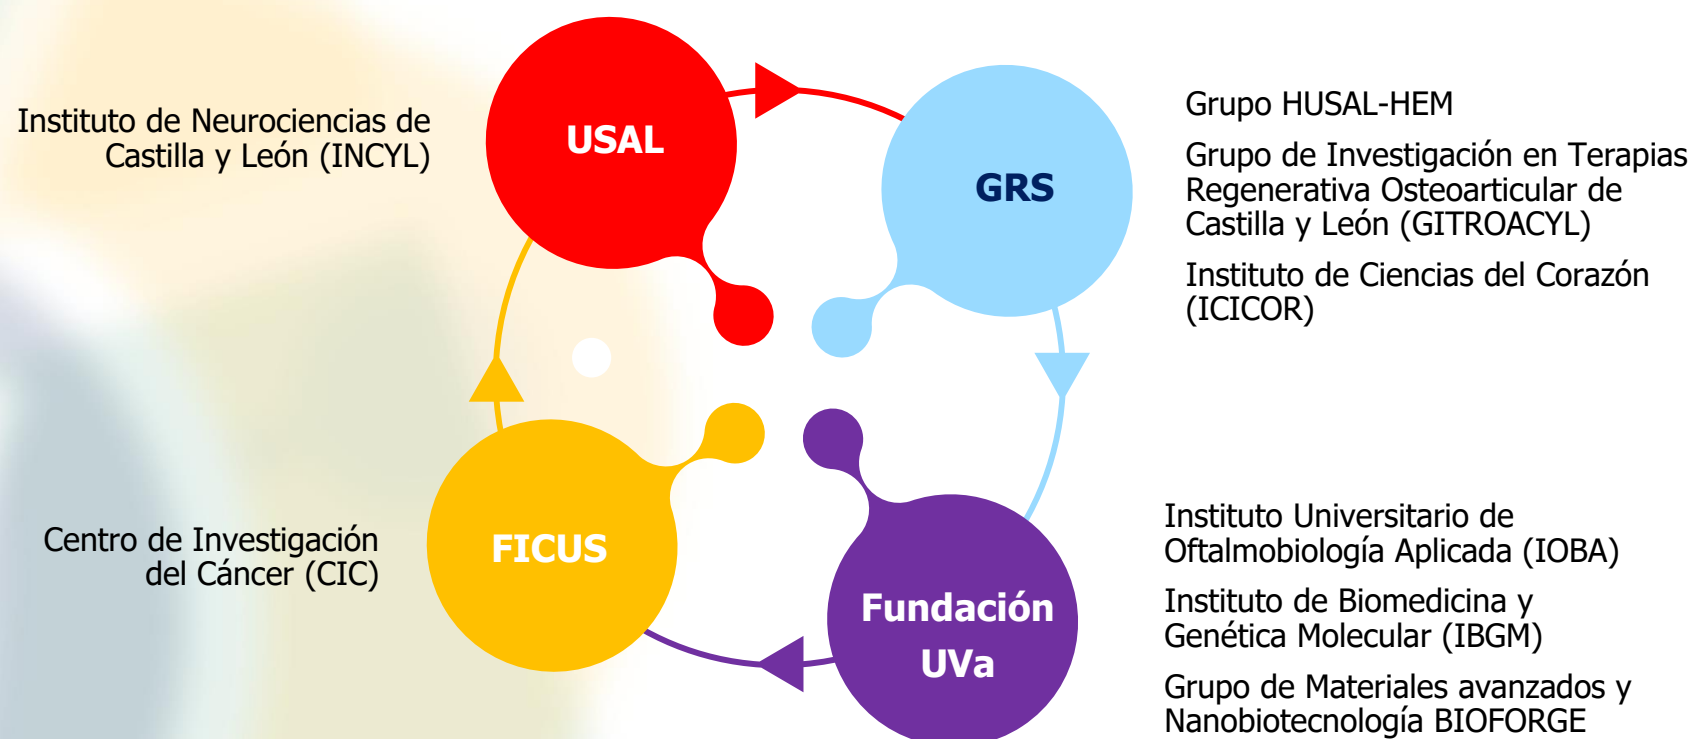 Instituto de Neurociencias de
Castilla y León (INCYL)
USAL
GRS
Grupo HUSAL-HEM
Grupo de Investigación en Terapias
Regenerativa Osteoarticular de
Castilla y León (GITROACYL)
Instituto de Ciencias del Corazón
(ICICOR)
Centro de Investigación
del Cáncer (CIC)
FICUS
Fundación
UVa
Instituto Universitario de
Oftalmobiología Aplicada (IOBA)
Instituto de Biomedicina y
Genética Molecular (IBGM)
Grupo de Materiales avanzados y
Nanobiotecnología BIOFORGE